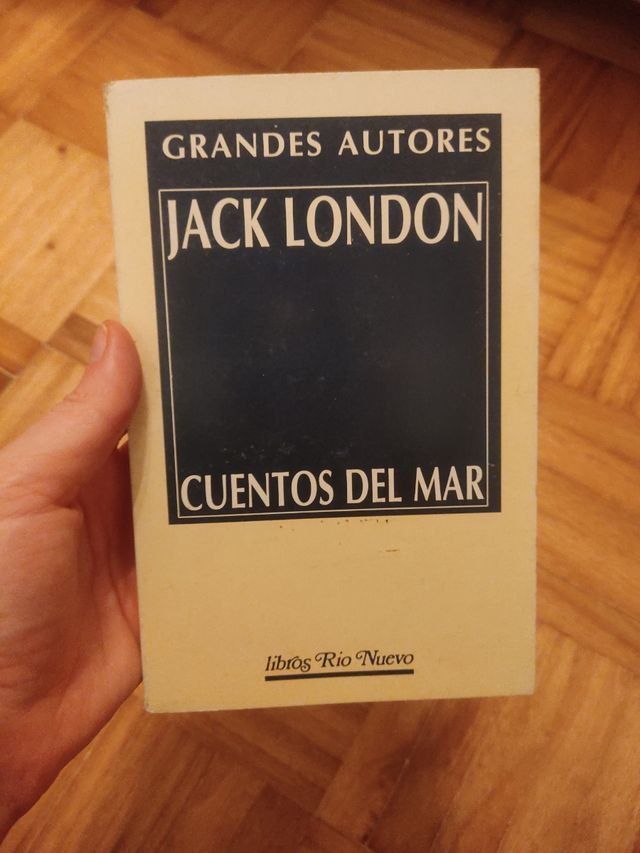 GRANDES AUTORES
JACK LONDON
CUENTOS DEL MAR
libros Rio Nuevo